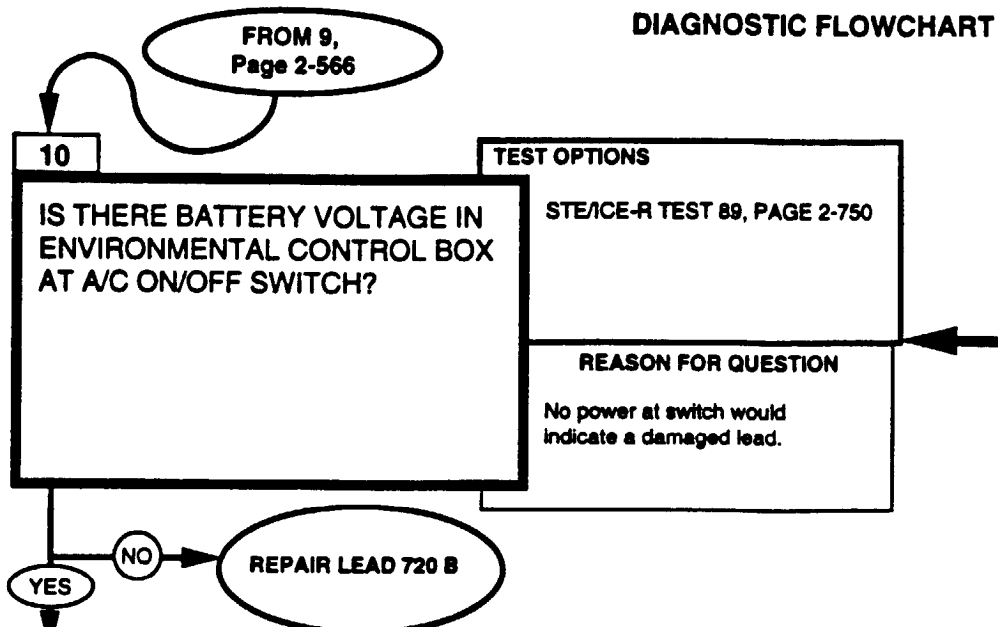 DIAGNOSTIC FLOWCHART
FROM 9,
Page 2-566
10
IS THERE BATTERY VOLTAGE IN
ENVIRONMENTAL CONTROL BOX
AT A/C ON/OFF SWITCH?
TEST OPTIONS
STE/ICE-R TEST 89, PAGE 2-750
REASON FOR QUESTION
No power at switch would
indicate a damaged lead.
NO
REPAIR LEAD 720 B
YES